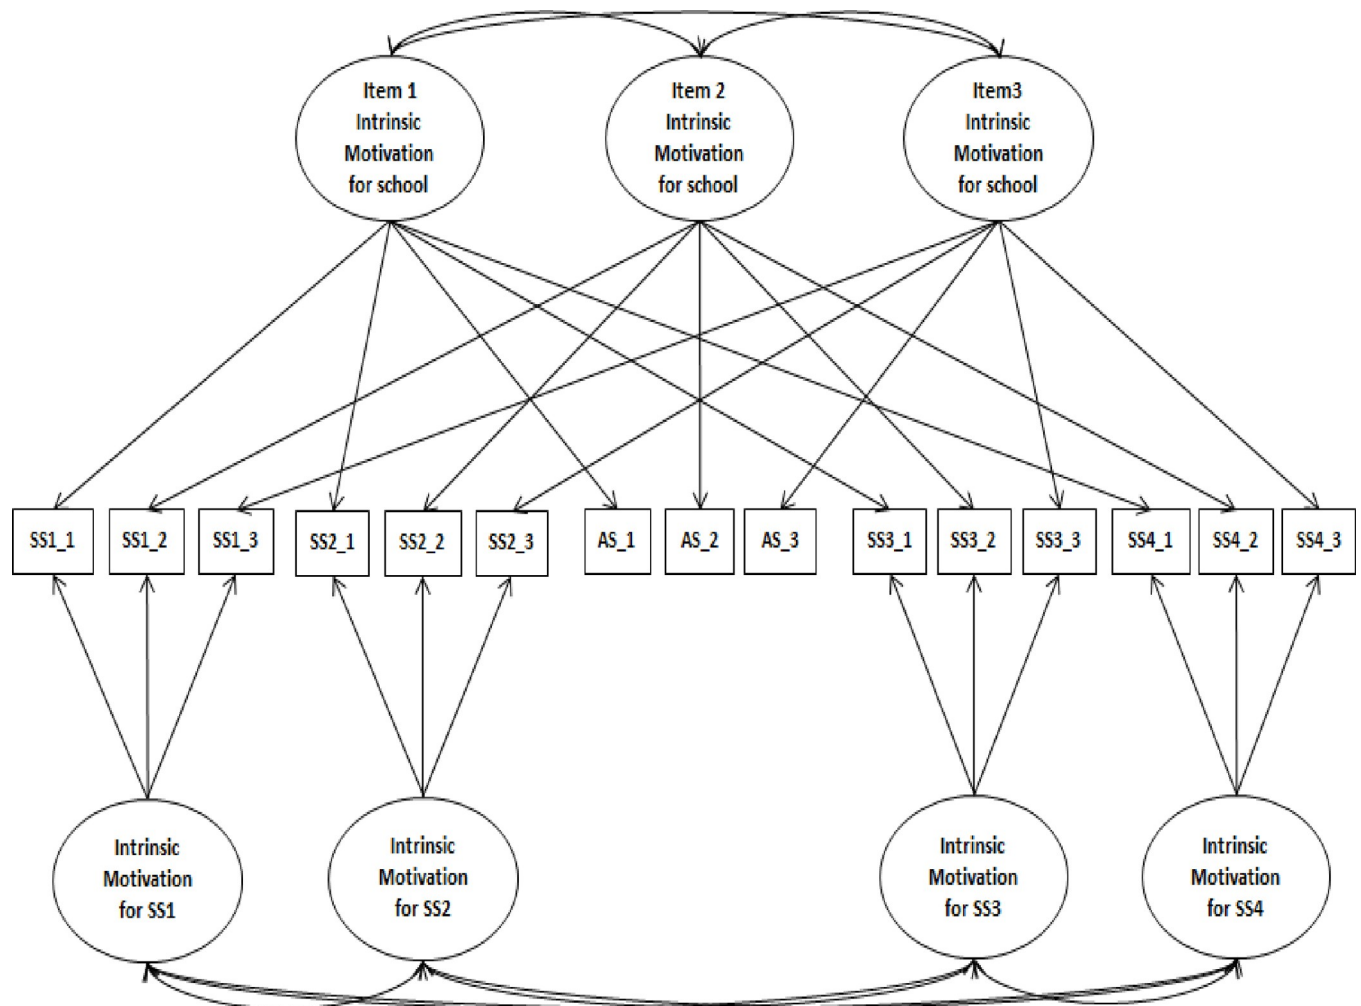 Item 1
Intrinsic
Motivation
for school
Item 2
Intrinsic
Motivation
for school
Item3
Intrinsic
Motivation
for school
SS1_1
SS1_2
SS1_3
SS2_1
SS2_2
SS2_3
AS_1
AS_2
AS_3
SS3_1
SS3_2
SS3_3
SS4_1
SS4_2
SS4_3
Intrinsic
Motivation
for SS1
Intrinsic
Motivation
for SS2
Intrinsic
Motivation
for SS3
Intrinsic
Motivation
for SS4